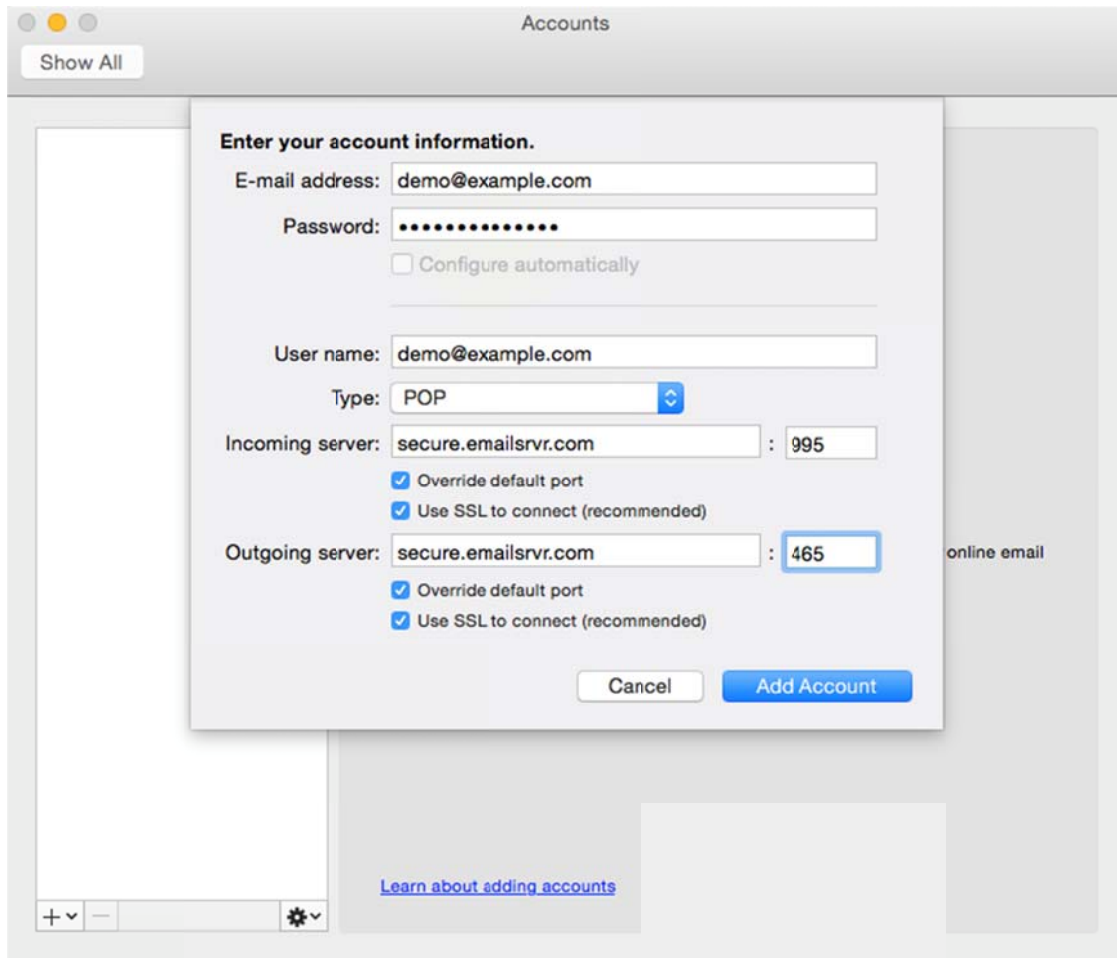 Accounts
Show All
Enter your account information.
E-mail address: demo@example.com
Password: ••••••••••••••
Configure automatically
User name: demo@example.com
Type: POP
Incoming server: secure.emailsrvr.com : 995
Override default port
Use SSL to connect (recommended)
Outgoing server: secure.emailsrvr.com : 465
online email
Override default port
Use SSL to connect (recommended)
Cancel Add Account
Learn about adding accounts